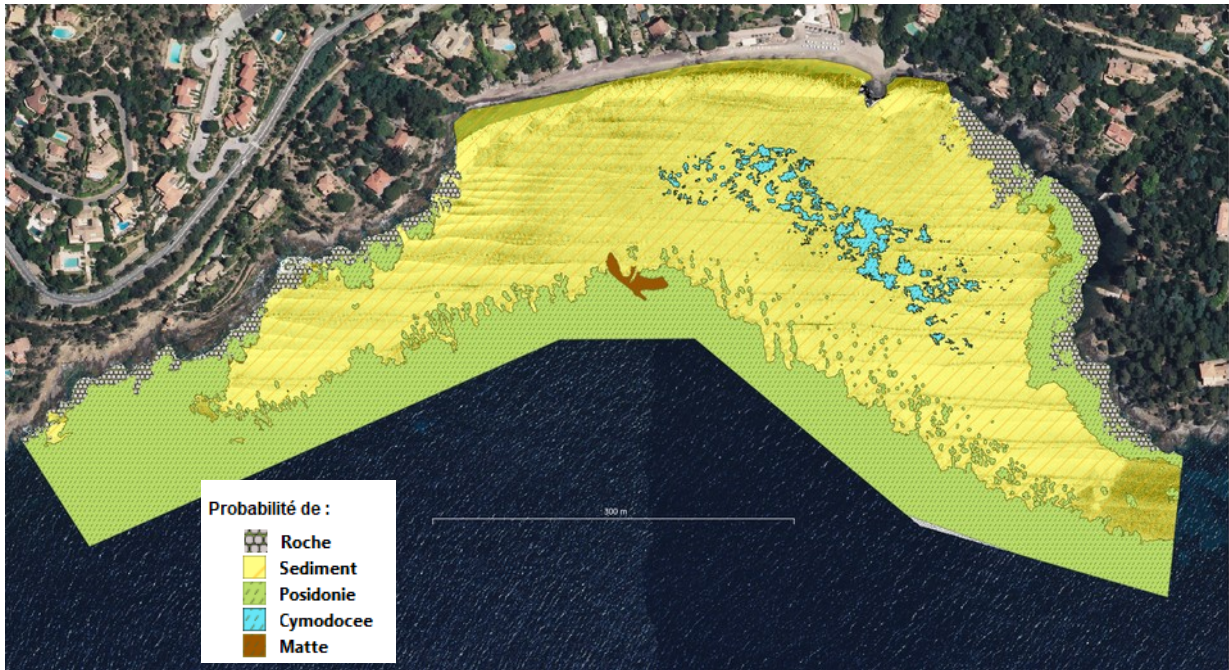 300 m
Probabilité de :
Roche
Sediment
Posidonie
Cymodocee
Matte